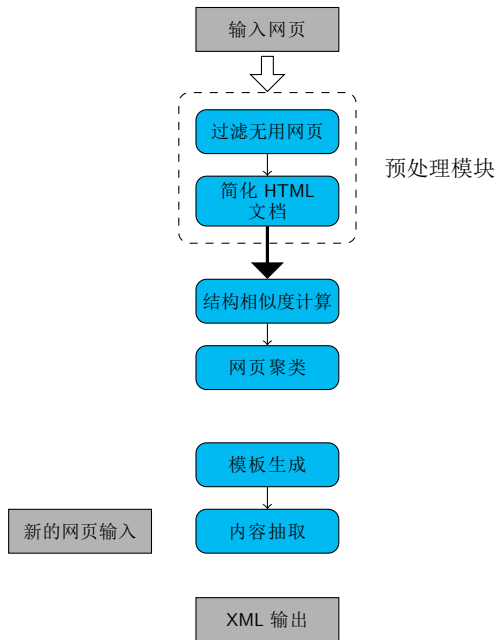 输入网页
过滤无用网页
简化 HTML
文档
预处理模块
结构相似度计算
网页聚类
模板生成
新的网页输入
内容抽取
XML 输出